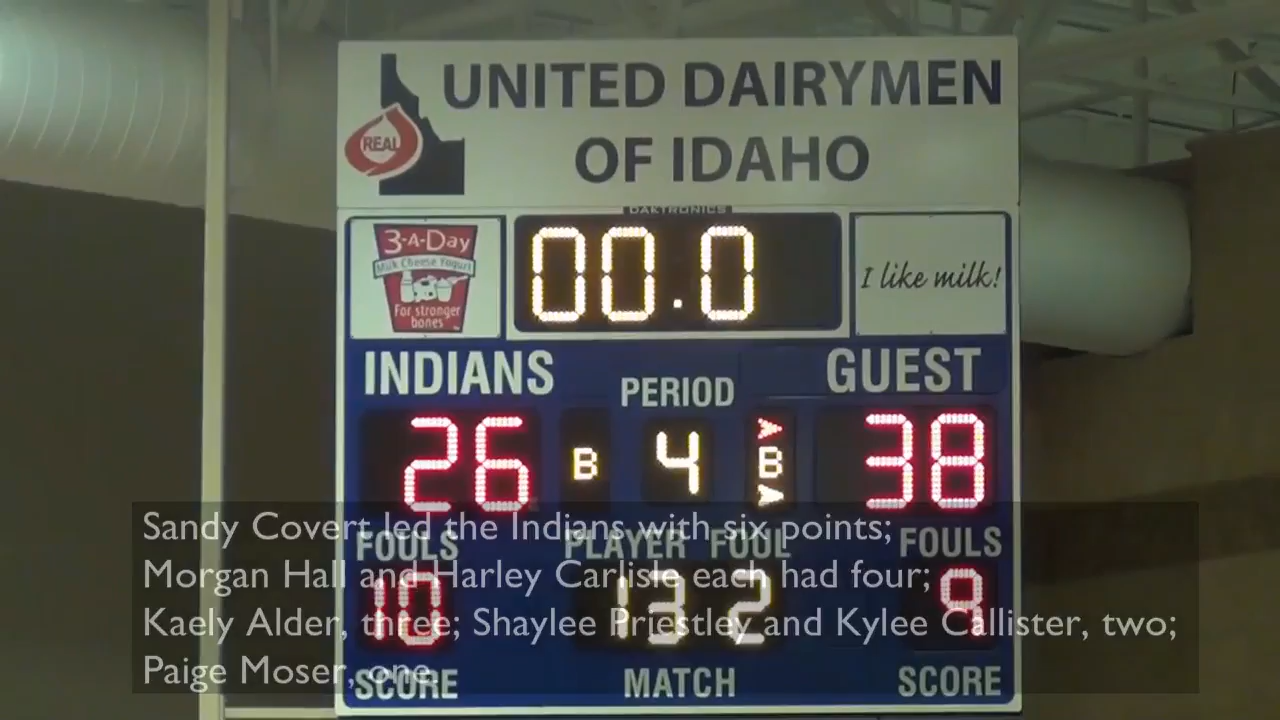 UNITED DAIRYMEN
OF IDAHO
REAL
DAKTRONICS
3-A-Day
Milk Cheese Yogurt
For stronger
bones
00.0
I like milk!
INDIANS
PERIOD
GUEST
26
B
4
B
38
FOULS
PLAYER FOUL
FOULS
10
13 2
9
SCORE
MATCH
SCORE
Sandy Covert led the Indians with six points;
Morgan Hall and Harley Carlisle each had four;
Kaely Alder, three; Shaylee Priestley and Kylee Callister, two;
Paige Moser, one.